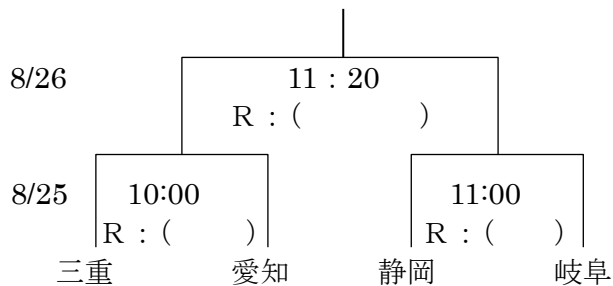 8/26 11：20
R：(　　　　)
8/25 10:00 11:00
R：(　　　) R：(　　)
三重 愛知 静岡 岐阜